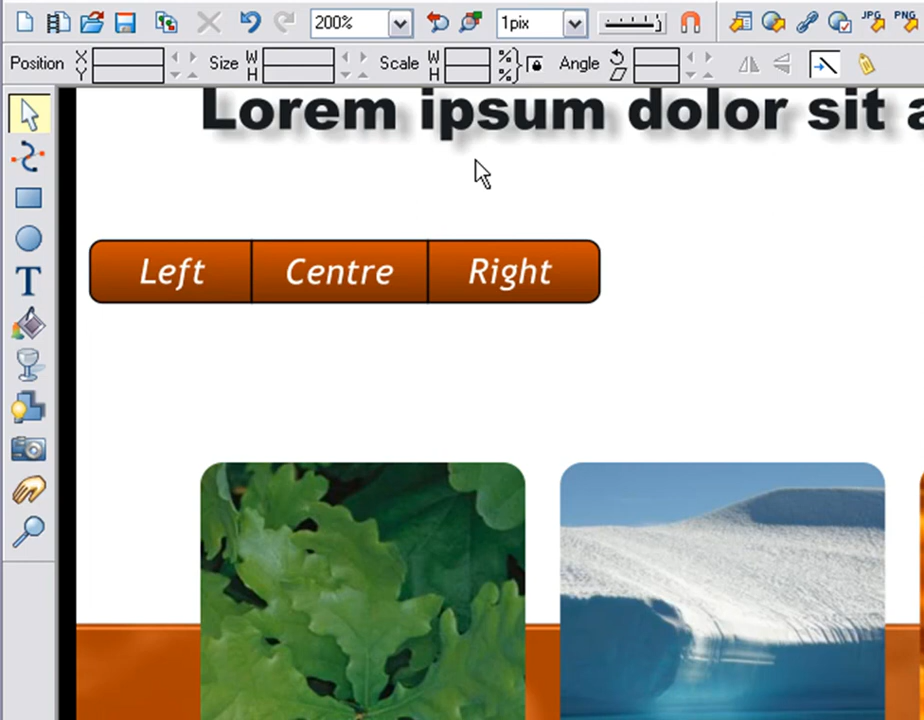 200% 1pix JPG PNG
Position X Y Size W H Scale W H % % Angle
Lorem ipsum dolor sit a
Left Centre Right
T